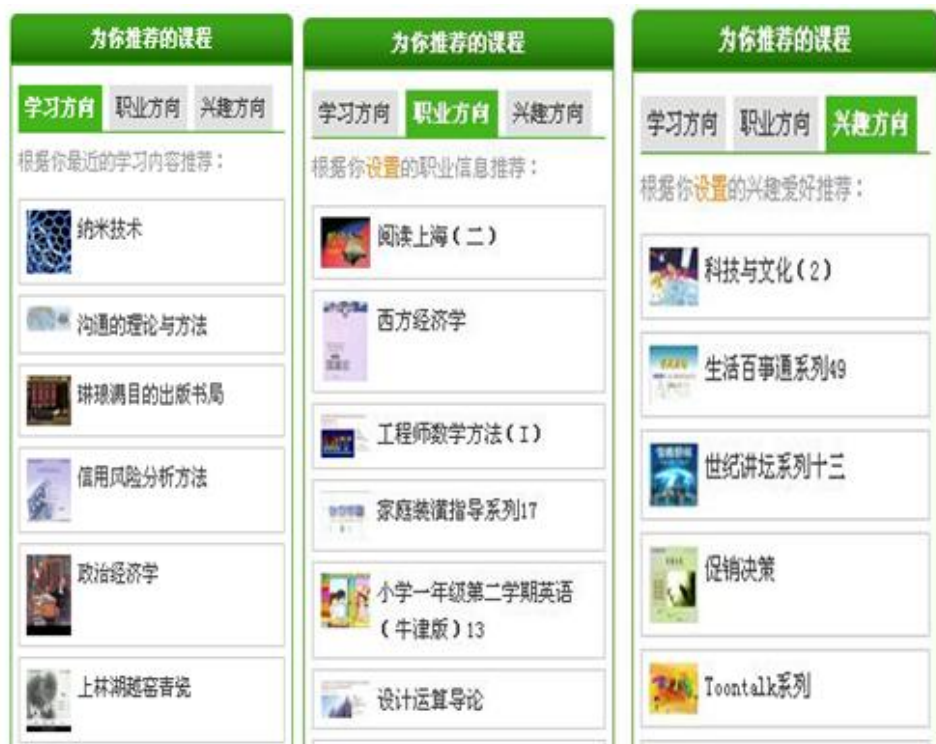 为你推荐的课程
学习方向 职业方向 兴趣方向
根据你最近的学习内容推荐：
纳米技术
沟通的理论与方法
琳琅满目的出版书局
信用风险分析方法
政治经济学
上林湖越窑青瓷
为你推荐的课程
学习方向 职业方向 兴趣方向
根据你设置的职业信息推荐：
阅读上海(二)
西方经济学
工程师数学方法(I)
家庭装潢指导系列17
小学一年级第二学期英语
(牛津版)13
设计运算导论
为你推荐的课程
学习方向 职业方向 兴趣方向
根据你设置的兴趣爱好推荐：
科技与文化(2)
生活百事通系列49
世纪讲坛系列十三
促销决策
Toontalk系列